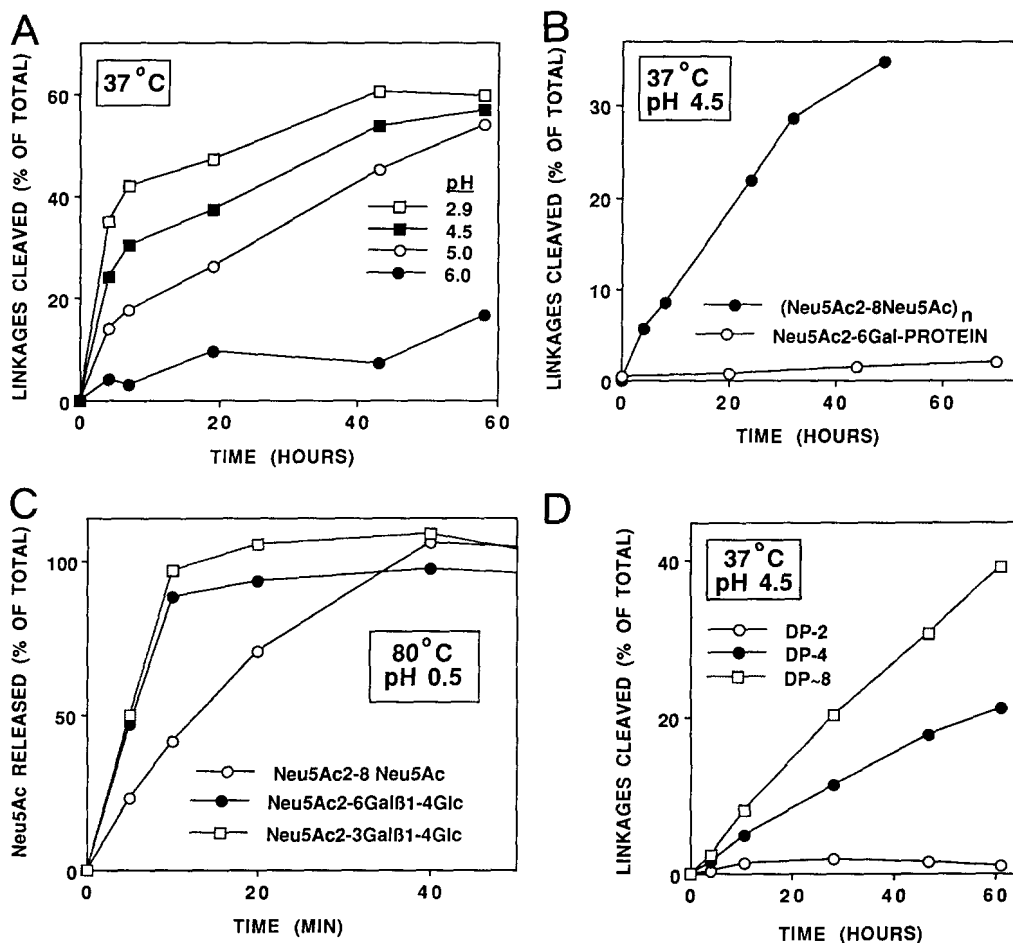 A
37 °C
LINKAGES CLEAVED (% OF TOTAL)
60
40
20
0
pH
2.9
4.5
5.0
6.0
0 20 40 60
TIME (HOURS)
B
37 °C
pH 4.5
LINKAGES CLEAVED (% OF TOTAL)
30
20
10
0
(Neu5Ac2-8Neu5Ac)n
Neu5Ac2-6Gal-PROTEIN
0 20 40 60
TIME (HOURS)
C
Neu5Ac RELEASED (% OF TOTAL)
100
50
0
80 °C
pH 0.5
Neu5Ac2-8 Neu5Ac
Neu5Ac2-6Galß1-4Glc
Neu5Ac2-3Galß1-4Glc
0 20 40
TIME (MIN)
D
37 °C
pH 4.5
LINKAGES CLEAVED (% OF TOTAL)
40
20
0
DP-2
DP-4
DP~8
0 20 40 60
TIME (HOURS)